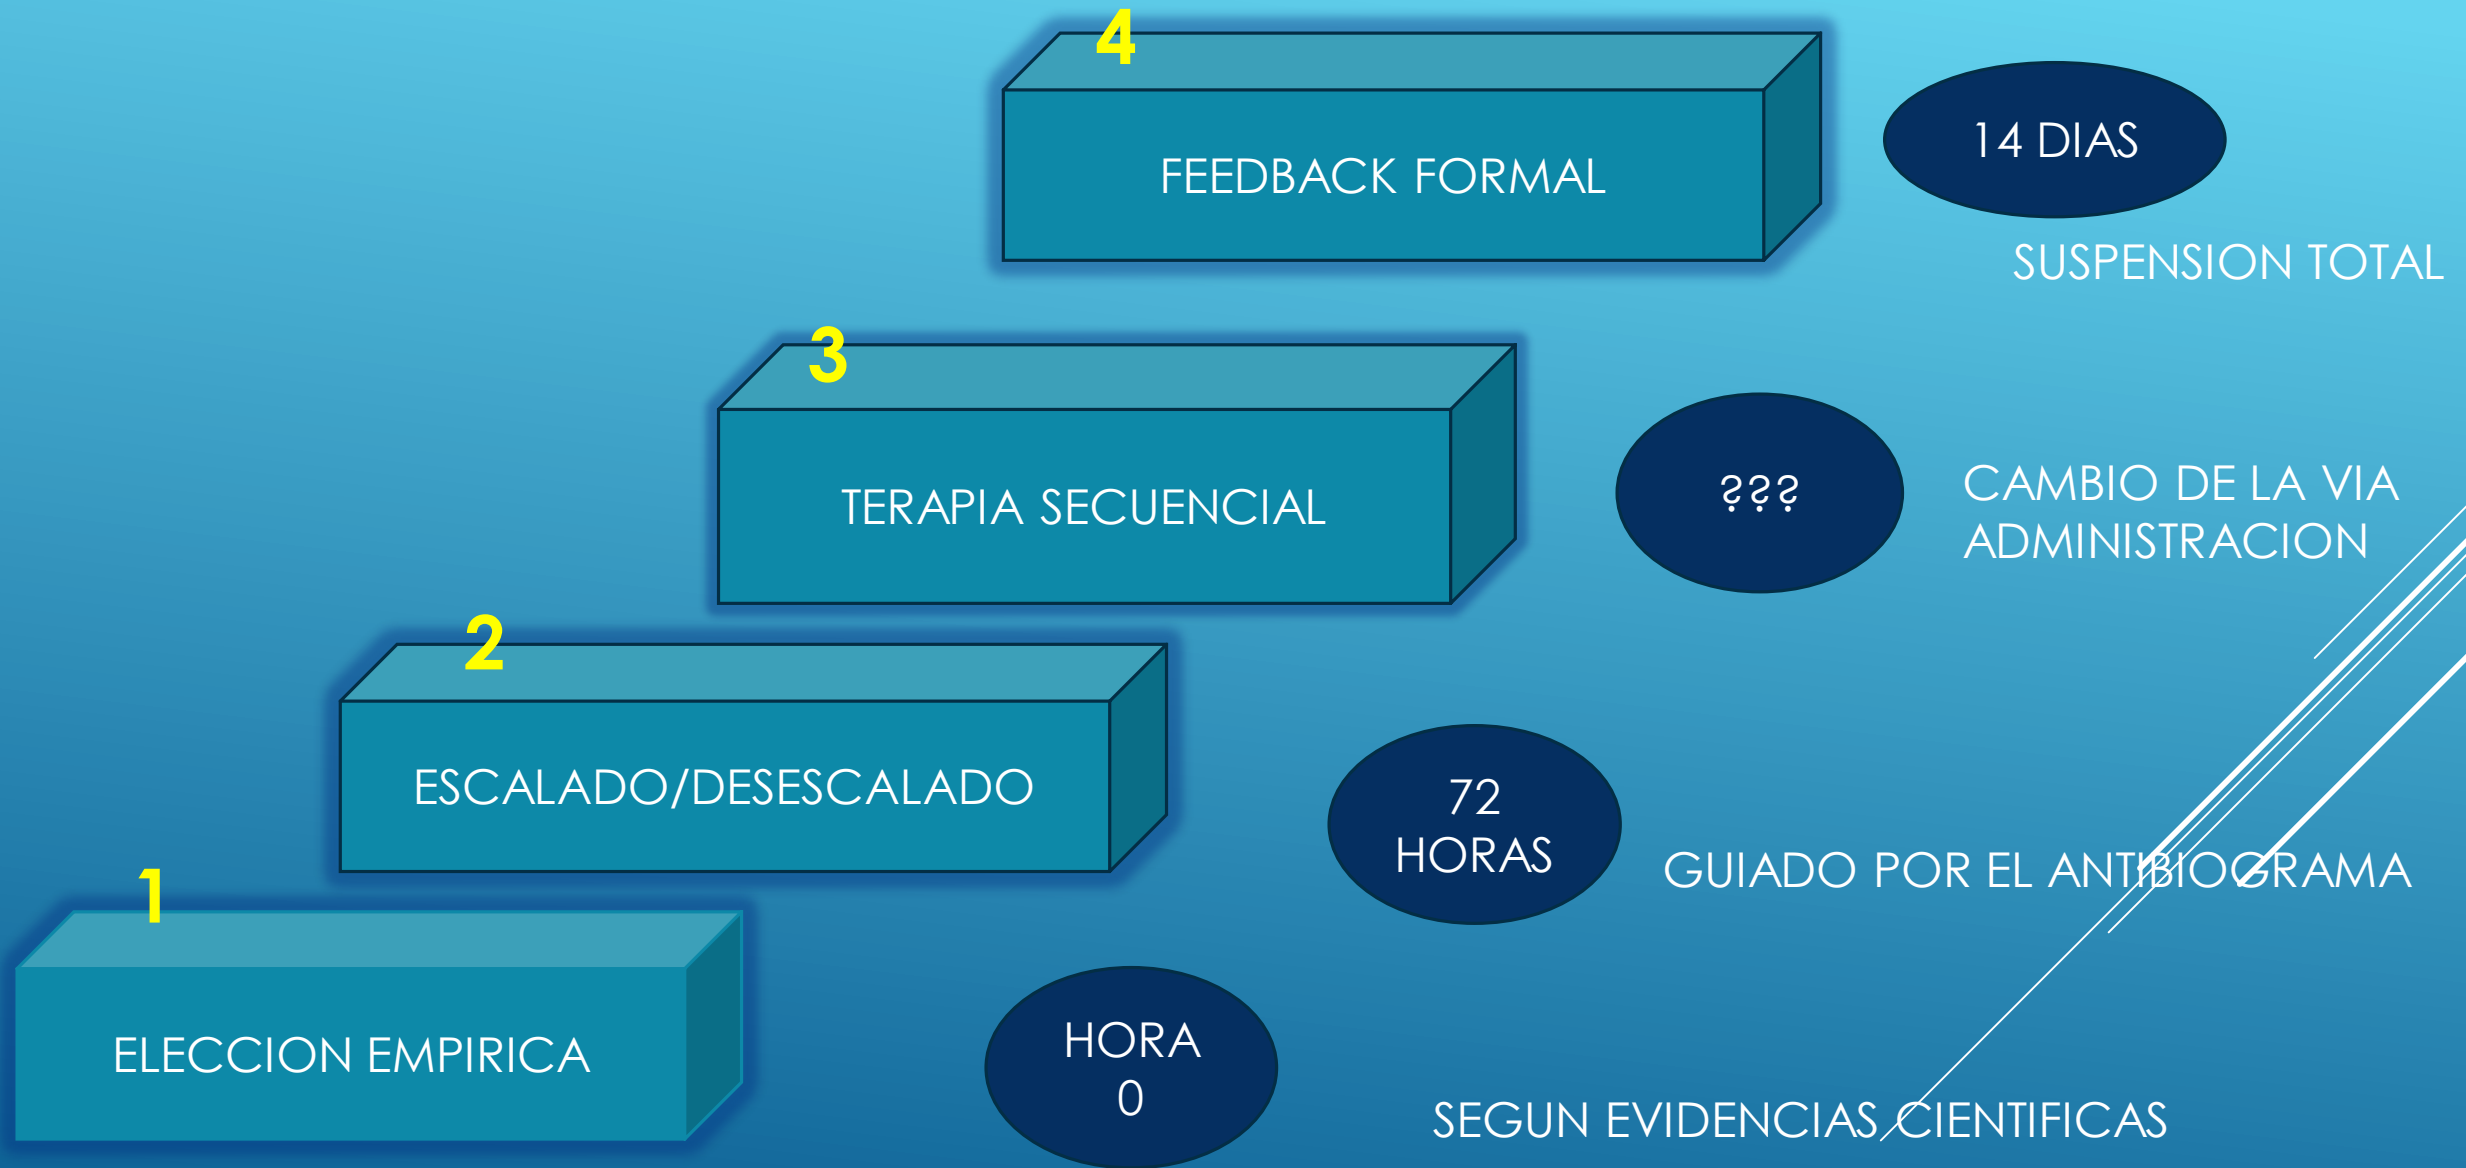 4
FEEDBACK FORMAL
14 DIAS
SUSPENSION TOTAL
3
TERAPIA SECUENCIAL
???
CAMBIO DE LA VIA
ADMINISTRACION
2
ESCALADO/DESESCALADO
72
HORAS
GUIADO POR EL ANTIBIOGRAMA
1
ELECCION EMPIRICA
HORA
0
SEGUN EVIDENCIAS CIENTIFICAS